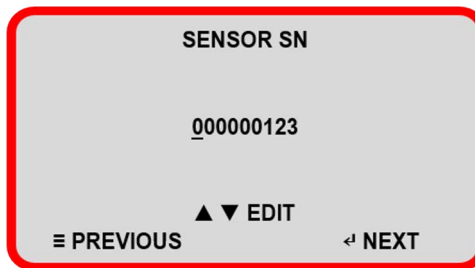 SENSOR SN
000000123
▲ ▼ EDIT
≡ PREVIOUS ↵ NEXT